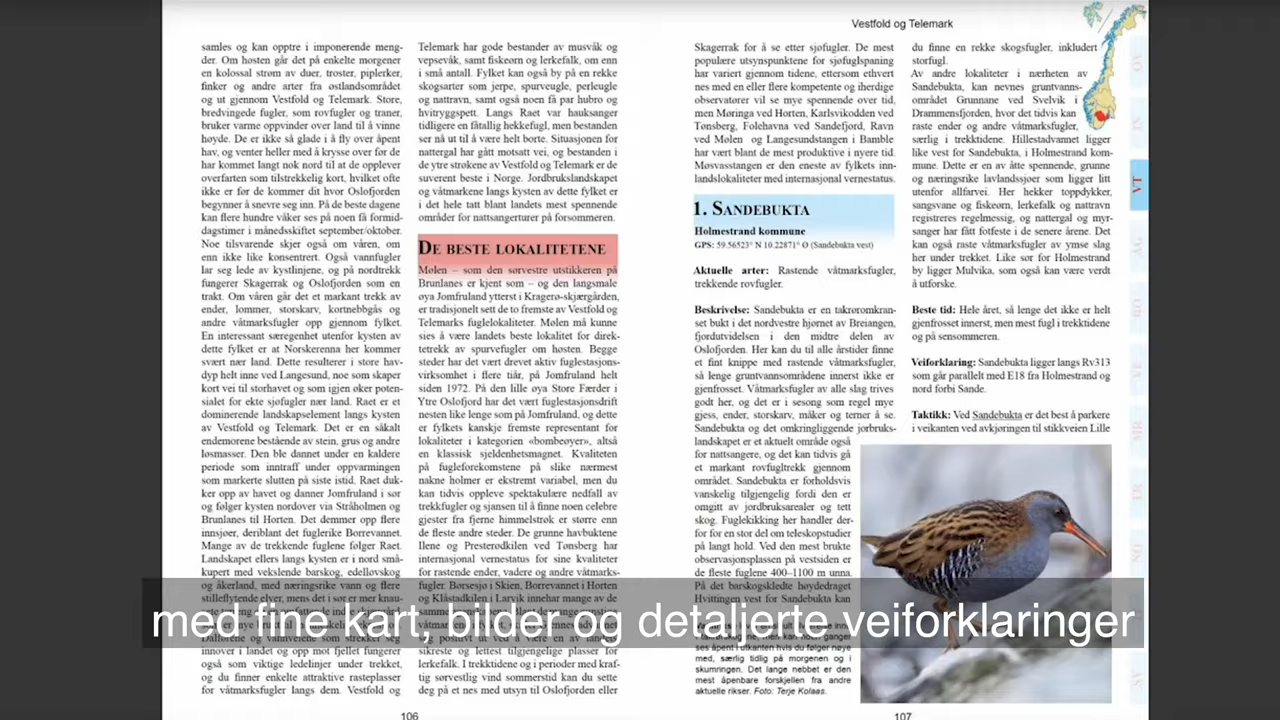 Vestfold og Telemark
samles og kan opptre i imponerende meng-
der. Om høsten går det på enkelte morgener
en kolossal strøm av duer, troster, piplerker,
finker og andre arter fra østlandsområdet
og ut gjennom Vestfold og Telemark. Store,
bredvingede fugler, som rovfugler og traner,
bruker varme oppvinder over land til å vinne
høyde. De er ikke så glade i å fly over åpent
hav, og venter heller med å krysse over for de
har kommet langt nok nord til at de opplever
overfarten som tilstrekkelig kort, hvilket ofte
ikke er før de kommer dit hvor Oslofjorden
begynner å snevre seg inn. På de beste dagene
kan flere hundre våker ses på noen få formid-
dagstimer i månedsskiftet september/oktober.
Noe tilsvarende skjer også om våren, om
enn ikke like konsentrert. Også vannfugler
lar seg lede av kystlinjene, og på nordtrekk
fungerer Skagerrak og Oslofjorden som en
trakt. Om våren går det et markant trekk av
ender, lommer, storskarv, kortnebbgås og
andre våtmarksfugler opp gjennom fylket.
En interessant særegenhet utenfor kysten av
dette fylket er at Norskerenna her kommer
svært nær land. Dette resulterer i store hav-
dyp helt inne ved Langesund, noe som skaper
kort vei til storhavet og som igjen øker poten-
sialet for ekte sjøfugler nær land. Raet er et
dominerende landskapselement langs kysten
av Vestfold og Telemark. Det er en såkalt
endemorene bestående av stein, grus og andre
løsmasser. Den ble dannet under en kaldere
periode som inntraff under oppvarmingen
som markerte slutten på siste istid. Raet duk-
ker opp av havet og danner Jomfruland i sør
og følger kysten nordover via Stråholmen og
Brunlanes til Horten. Det demmer opp flere
innsjøer, deriblant det fuglerike Borrevannet.
Mange av de trekkende fuglene følger Raet.
Landskapet ellers langs kysten er i nord små-
kupert med vekslende barskog, edelløvskog
og åkerland, med næringsrike vann og flere
stilleflytende elver, mens det i sør er mer knau-
innover i landet og opp mot fjellet fungerer
også som viktige ledelinjer under trekket,
og du finner enkelte attraktive rasteplasser
for våtmarksfugler langs dem. Vestfold og
Telemark har gode bestander av musvåk og
vepsevåk, samt fiskeørn og lerkefalk, om enn
i små antall. Fylket kan også by på en rekke
skogsarter som jerpe, spurveugle, perleugle
og nattravn, samt også noen få par hubro og
hvitryggspett. Langs Raet var hauksanger
tidligere en fåtallig hekkefugl, men bestanden
ser nå ut til å være helt borte. Situasjonen for
nattergal har gått motsatt vei, og bestanden i
de ytre strøkene av Vestfold og Telemark er de
suverent beste i Norge. Jordbrukslandskapet
og våtmarkene langs kysten av dette fylket er
i det hele tatt blant landets mest spennende
områder for nattsangerturer på forsommeren.
DE BESTE LOKALITETENE
Mølen – som den sørvestre utstikkeren på
Brunlanes er kjent som – og den langsmale
øya Jomfruland ytterst i Kragerø-skjærgården,
er tradisjonelt sett de to fremste av Vestfold og
Telemarks fuglelokaliteter. Mølen må kunne
sies å være landets beste lokalitet for direk-
tetrekk av spurvefugler om høsten. Begge
steder har det vært drevet aktiv fuglestasjons-
virksomhet i flere tiår, på Jomfruland helt
siden 1972. På den lille øya Store Færder i
Ytre Oslofjord har det vært fuglestasjonsdrift
nesten like lenge som på Jomfruland, og dette
er fylkets kanskje fremste representant for
lokaliteter i kategorien «bombeøyer», altså
en klassisk sjeldenhetsmagnet. Kvaliteten
på fugleforekomstene på slike nærmest
nakne holmer er ekstremt variabel, men du
kan tidvis oppleve spektakulære nedfall av
trekkfugler og sjansen til å finne noen celebre
gjester fra fjerne himmelstrøk er større enn
de fleste andre steder. De grunne havbuktene
Ilene og Presterødkilen ved Tønsberg har
internasjonal vernestatus for sine kvaliteter
for rastende ender, vadere og andre våtmarks-
fugler. Børsesjø i Skien, Borrevannet i Horten
og Klåstadkilen i Larvik innehar mange av de
sikreste og lettest tilgjengelige plasser for
lerkefalk. I trekktidene og i perioder med kraf-
tig sørvestlig vind sommerstid kan du sette
deg på et nes med utsyn til Oslofjorden eller
106
Skagerrak for å se etter sjøfugler. De mest
populære utsynspunktene for sjøfuglspaning
har variert gjennom tidene, ettersom ethvert
nes med en eller flere kompetente og iherdige
observatører vil se mye spennende over tid,
men Møringa ved Horten, Karlsvikodden ved
Tønsberg, Folehavna ved Sandefjord, Ravn
ved Mølen og Langesundstangen i Bamble
har vært blant de mest produktive i nyere tid.
Møsvasstangen er den eneste av fylkets inn-
landslokaliteter med internasjonal vernestatus.
1. SANDEBUKTA
Holmestrand kommune
GPS: 59.56523° N 10.22871° Ø (Sandebukta vest)
Aktuelle arter: Rastende våtmarksfugler,
trekkende rovfugler.
Beskrivelse: Sandebukta er en takrøromkran-
set bukt i det nordvestre hjørnet av Breiangen,
fjordutvidelsen i den midtre delen av
Oslofjorden. Her kan du til alle årstider finne
et fint knippe med rastende våtmarksfugler,
så lenge gruntvannsområdene innerst ikke er
gjenfrosset. Våtmarksfugler av alle slag trives
godt her, og det er i sesong som regel mye
gjess, ender, storskarv, måker og terner å se.
Sandebukta og det omkringliggende jorbruks-
landskapet er et aktuelt område også
for nattsangere, og det kan tidvis gå
et markant rovfugltrekk gjennom
området. Sandebukta er forholdsvis
vanskelig tilgjengelig fordi den er
omgitt av jordbruksarealer og tett
skog. Fuglekikking her handler der-
for for en stor del om teleskopstudier
på langt hold. Ved den mest brukte
observasjonsplassen på vestsiden er
de fleste fuglene 400–1100 m unna.
På det barskogskledte høydedraget
Hvittingen vest for Sandebukta kan
du finne en rekke skogsfugler, inkludert
storfugl.
Av andre lokaliteter i nærheten av
Sandebukta, kan nevnes gruntvanns-
området Grunnane ved Svelvik i
Drammensfjorden, hvor det tidvis kan
raste ender og andre våtmarksfugler,
særlig i trekktidene. Hillestadvannet ligger
like vest for Sandebukta, i Holmestrand kom-
mune. Dette er en av åtte spennende, grunne
og næringsrike lavlandssjøer som ligger litt
utenfor allfarvei. Her hekker toppdykker,
sangsvane og fiskeørn, lerkefalk og nattravn
registreres regelmessig, og nattergal og myr-
sanger har fått fotfeste i de senere årene. Det
kan også raste våtmarksfugler av ymse slag
her under trekket. Like sør for Holmestrand
by ligger Mulvika, som også kan være verdt
å utforske.
Beste tid: Hele året, så lenge det ikke er helt
gjenfrosset innerst, men mest fugl i trekktidene
og på sensommeren.
Veiforklaring: Sandebukta ligger langs Rv313
som går parallelt med E18 fra Holmestrand og
nord forbi Sande.
Taktikk: Ved Sandebukta er det best å parkere
i veikanten ved avkjøringen til stikkveien Lille
ses åpent i utkanten hvis du følger nøye
med, særlig tidlig på morgenen og i
skumringen. Det lange nebbet er den
mest åpenbare forskjellen fra andre
aktuelle rikser. Foto: Terje Kolaas.
107
VT
med fine kart, bilder og detaljerte veiforklaringer